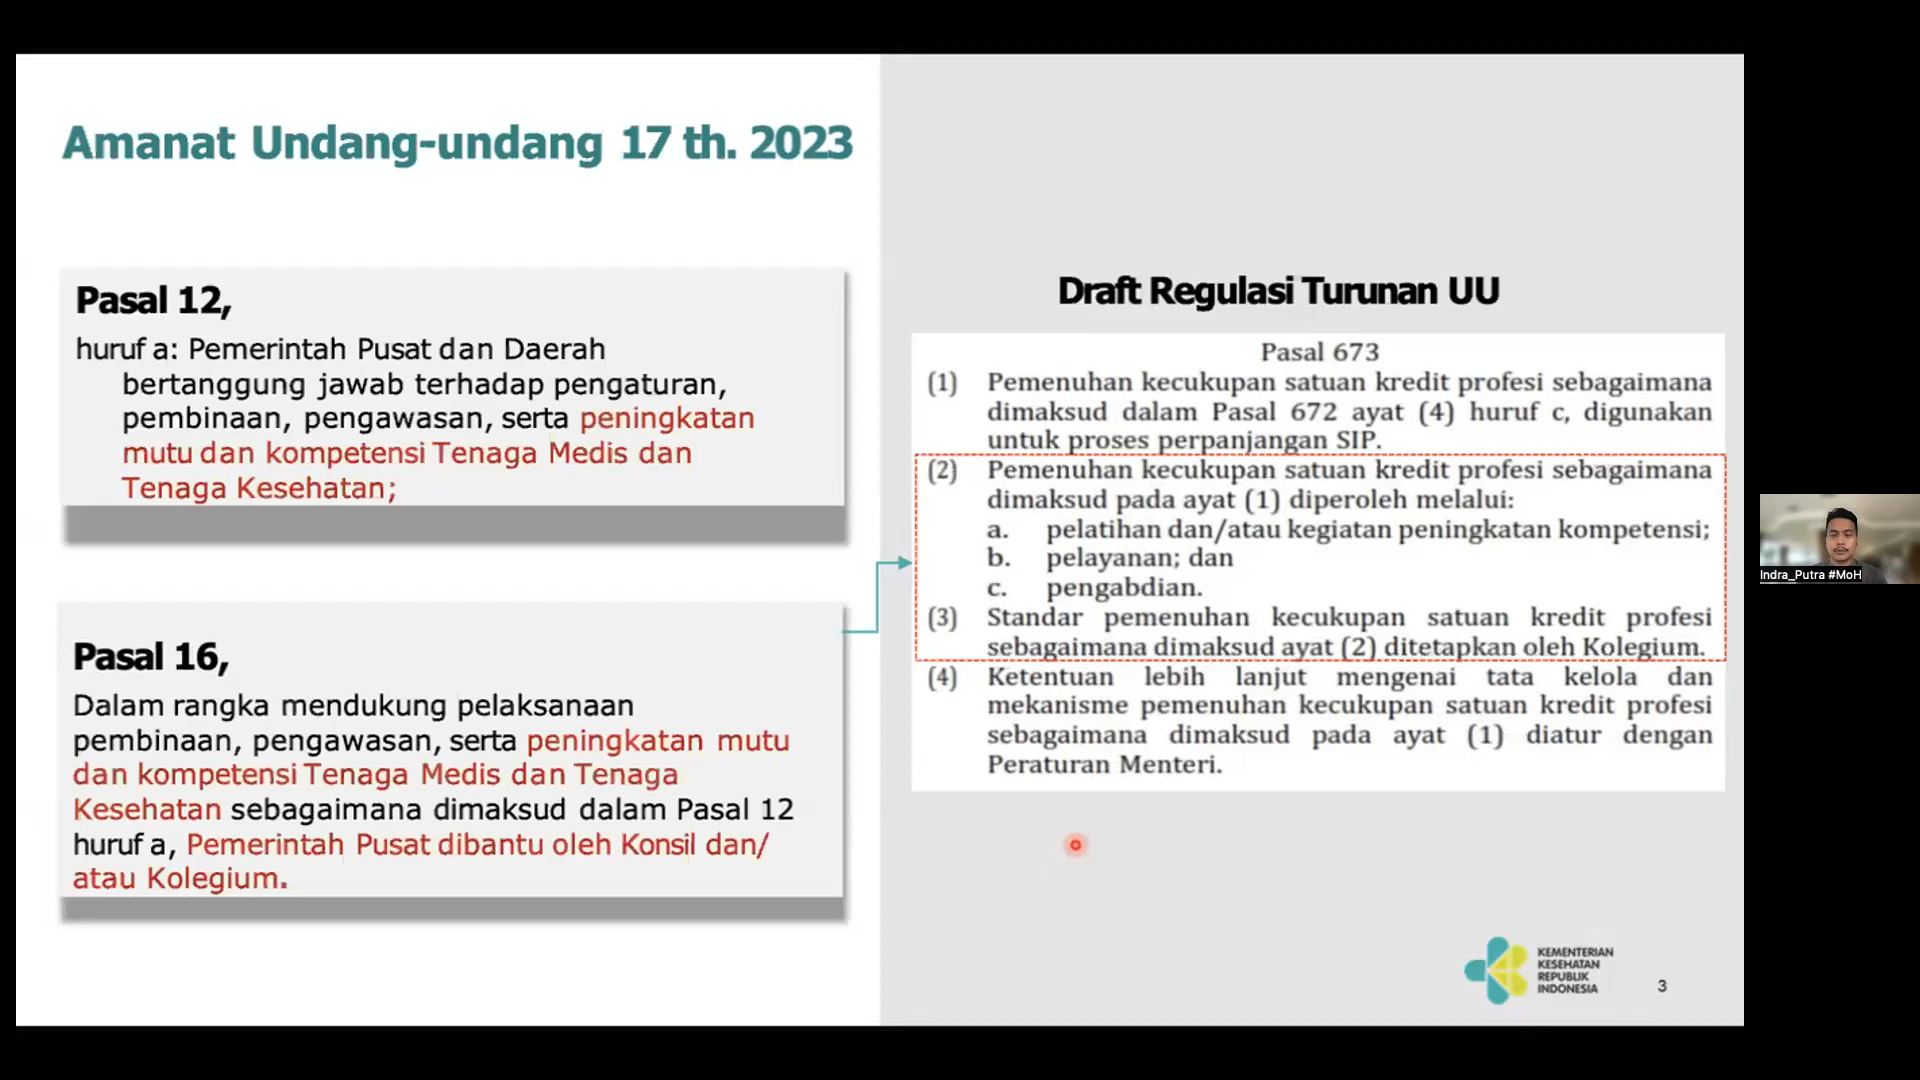 Amanat Undang-undang 17 th. 2023
Pasal 12,
huruf a: Pemerintah Pusat dan Daerah
bertanggung jawab terhadap pengaturan,
pembinaan, pengawasan, serta peningkatan
mutu dan kompetensi Tenaga Medis dan
Tenaga Kesehatan;
Pasal 16,
Dalam rangka mendukung pelaksanaan
pembinaan, pengawasan, serta peningkatan mutu
dan kompetensi Tenaga Medis dan Tenaga
Kesehatan sebagaimana dimaksud dalam Pasal 12
huruf a, Pemerintah Pusat dibantu oleh Konsil dan/
atau Kolegium.
Draft Regulasi Turunan UU
Pasal 673
(1) Pemenuhan kecukupan satuan kredit profesi sebagaimana
dimaksud dalam Pasal 672 ayat (4) huruf c, digunakan
untuk proses perpanjangan SIP.
(2) Pemenuhan kecukupan satuan kredit profesi sebagaimana
dimaksud pada ayat (1) diperoleh melalui:
a. pelatihan dan/atau kegiatan peningkatan kompetensi;
b. pelayanan; dan
c. pengabdian.
(3) Standar pemenuhan kecukupan satuan kredit profesi
sebagaimana dimaksud ayat (2) ditetapkan oleh Kolegium.
(4) Ketentuan lebih lanjut mengenai tata kelola dan
mekanisme pemenuhan kecukupan satuan kredit profesi
sebagaimana dimaksud pada ayat (1) diatur dengan
Peraturan Menteri.
KEMENTERIAN
KESEHATAN
REPUBLIK
INDONESIA
3
Indra_Putra #MoH